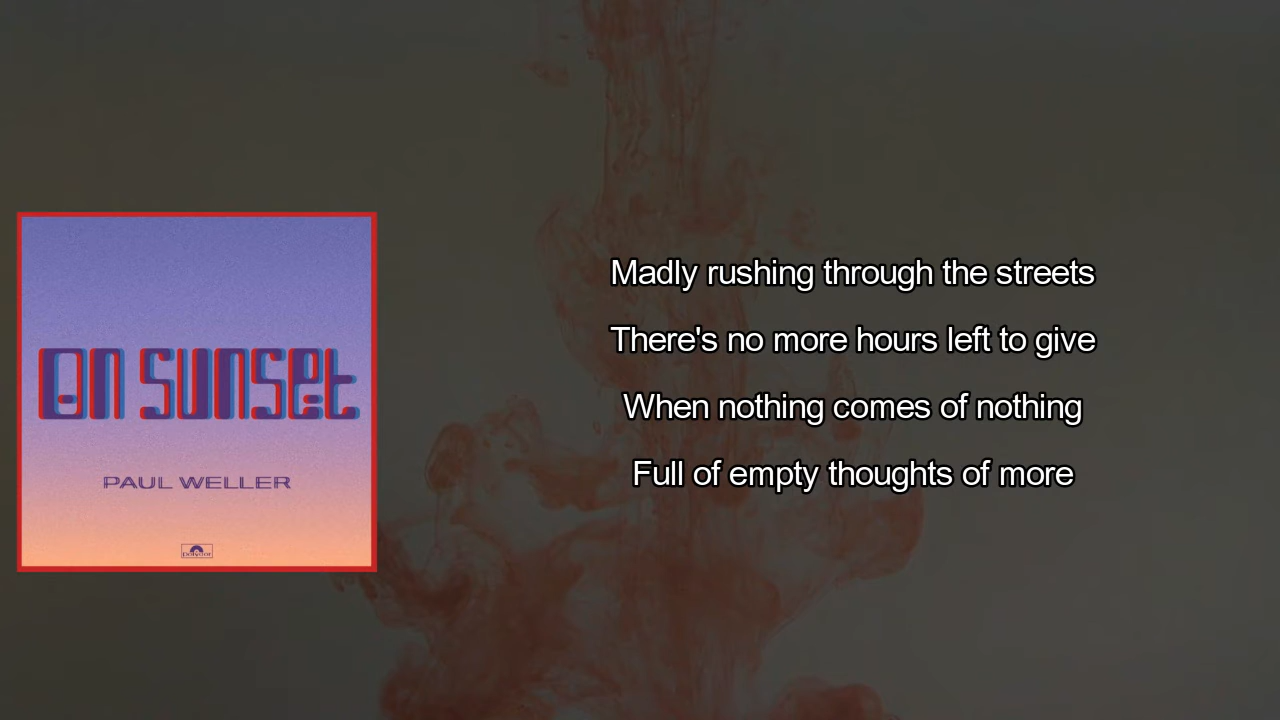 On Sunset
PAUL WELLER
polydor
Madly rushing through the streets
There's no more hours left to give
When nothing comes of nothing
Full of empty thoughts of more